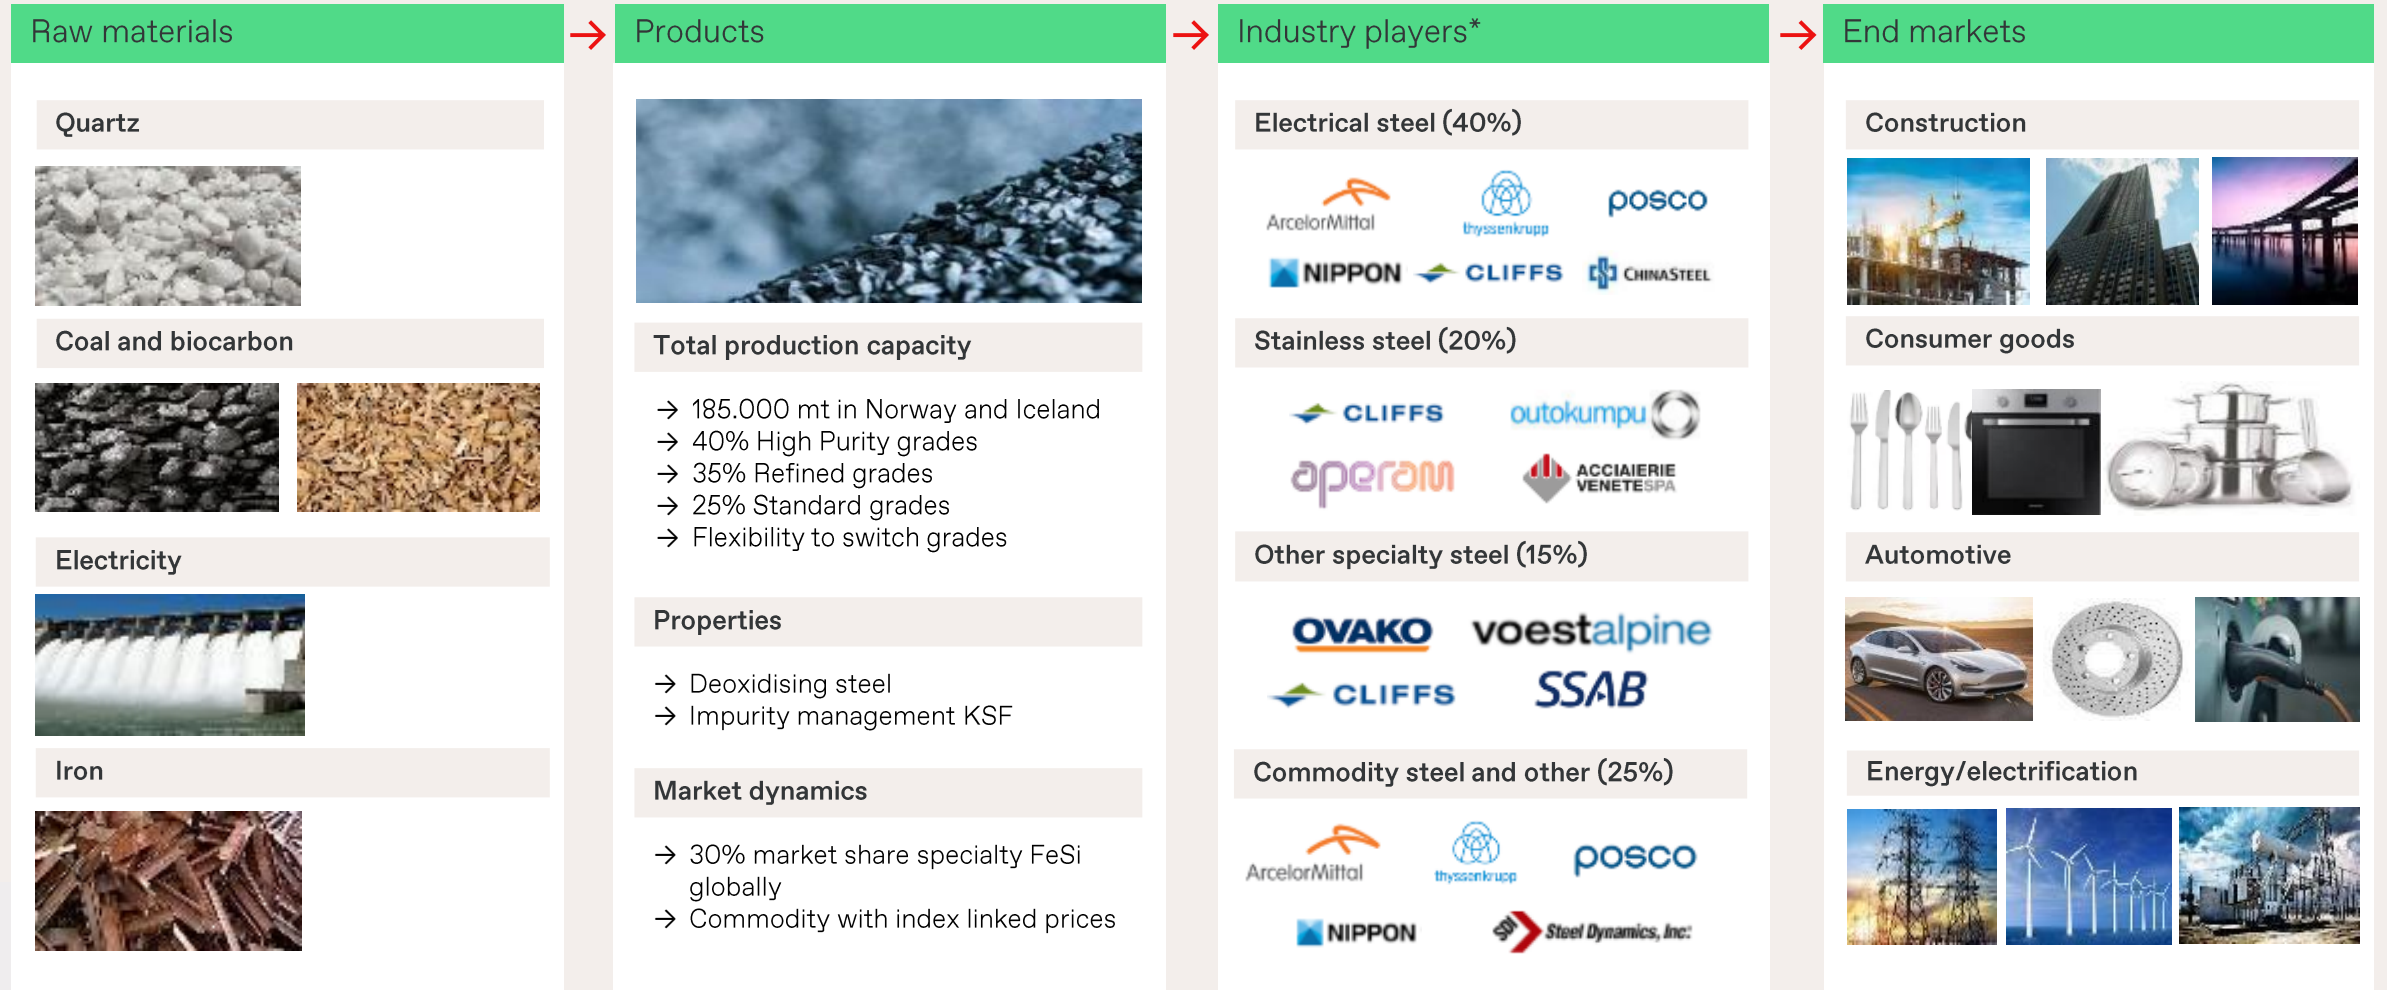 Raw materials
Quartz
Coal and biocarbon
Electricity
Iron
Products
Total production capacity
→ 185.000 mt in Norway and Iceland
→ 40% High Purity grades
→ 35% Refined grades
→ 25% Standard grades
→ Flexibility to switch grades
Properties
→ Deoxidising steel
→ Impurity management KSF
Market dynamics
→ 30% market share specialty FeSi
globally
→ Commodity with index linked prices
Industry players*
Electrical steel (40%)
ArcelorMittal thyssenkrupp posco
NIPPON CLIFFS CHINA STEEL
Stainless steel (20%)
CLIFFS outokumpu
aperam ACCIAIERIE
VENETE SPA
Other specialty steel (15%)
OVAKO voestalpine
CLIFFS SSAB
Commodity steel and other (25%)
ArcelorMittal thyssenkrupp posco
NIPPON SDI Steel Dynamics, Inc.
End markets
Construction
Consumer goods
Automotive
Energy/electrification